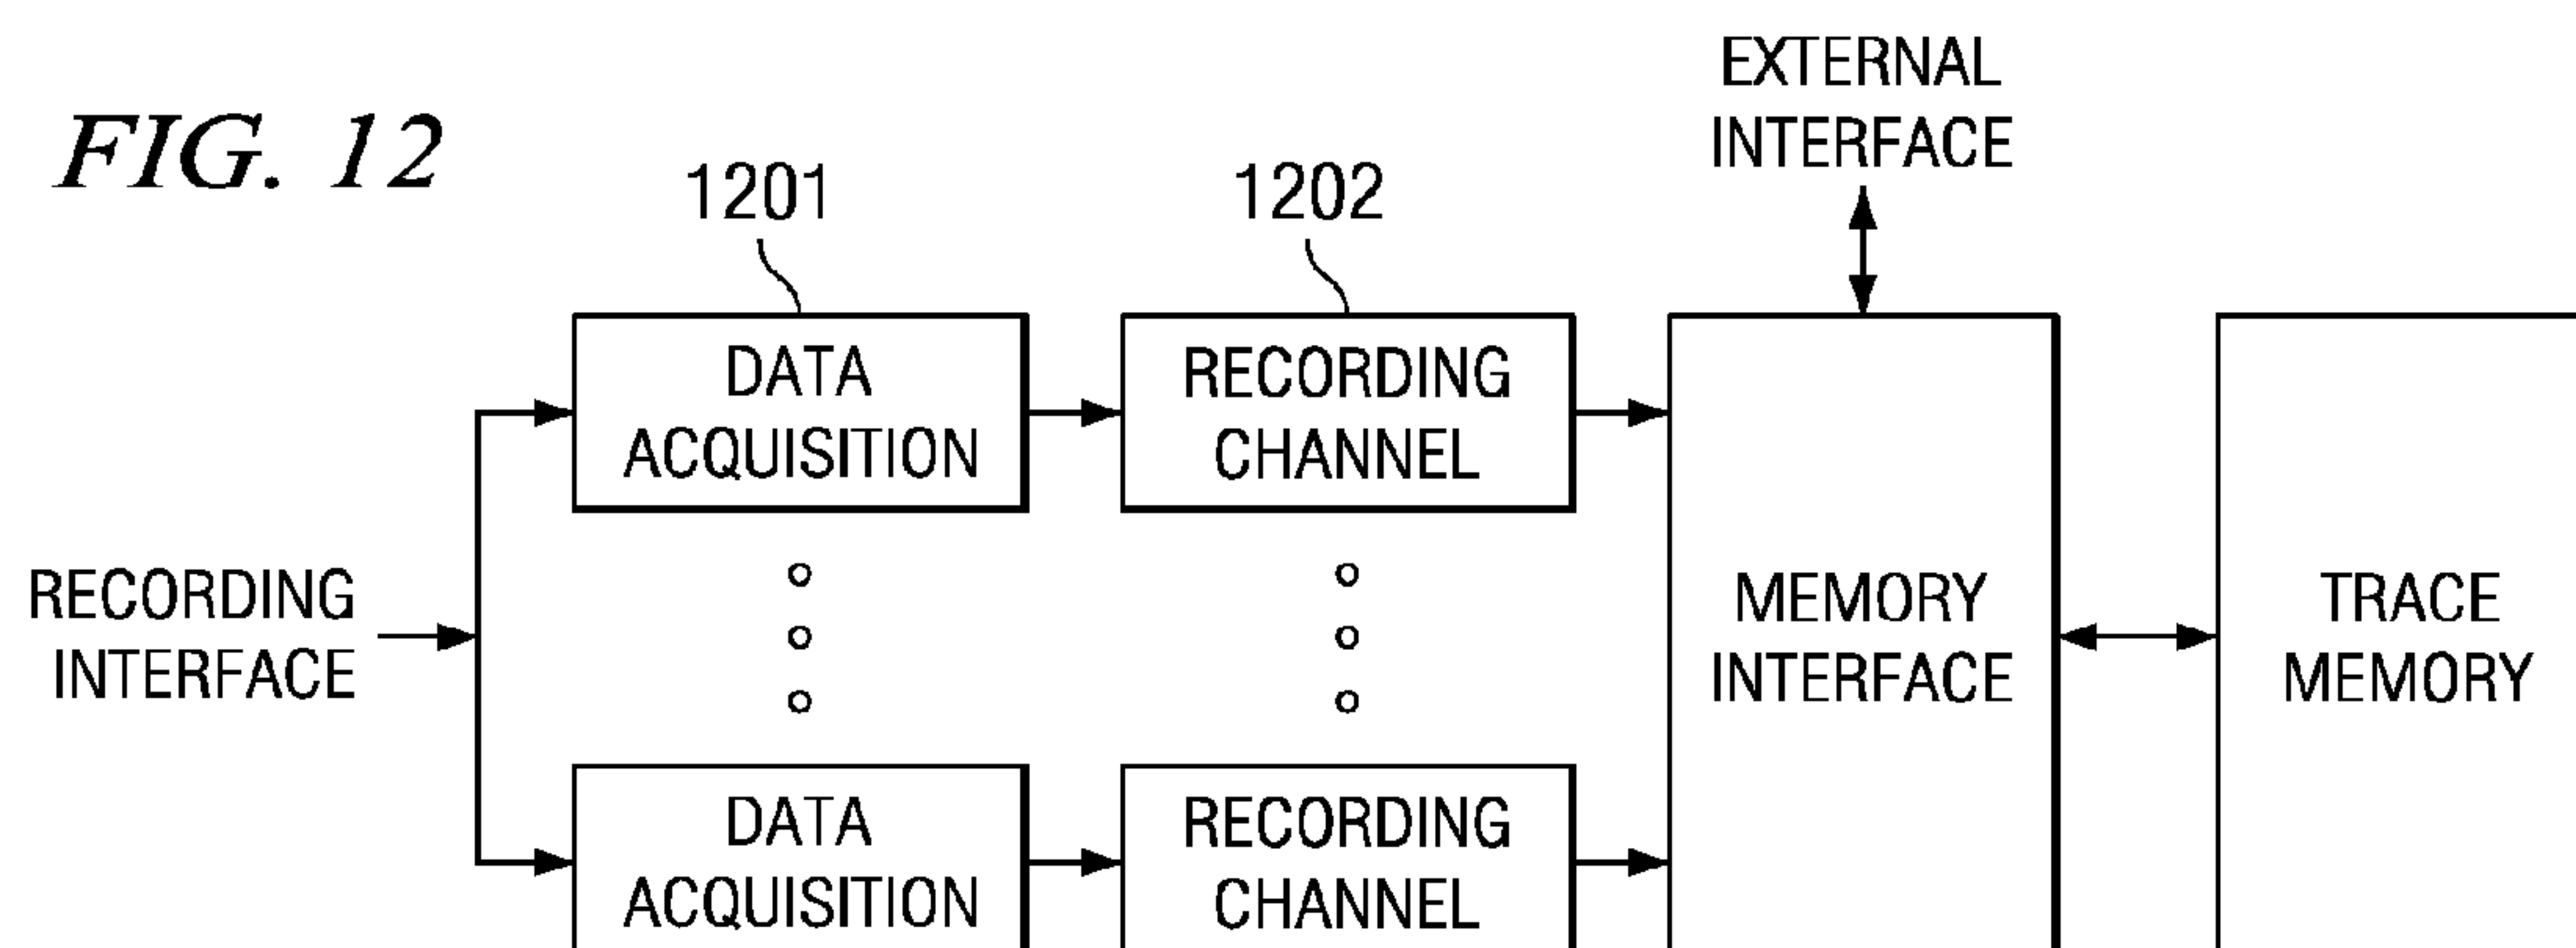 FIG. 12
EXTERNAL
INTERFACE
1201
1202
DATA
ACQUISITION
RECORDING
CHANNEL
RECORDING
INTERFACE
MEMORY
INTERFACE
TRACE
MEMORY
DATA
ACQUISITION
RECORDING
CHANNEL